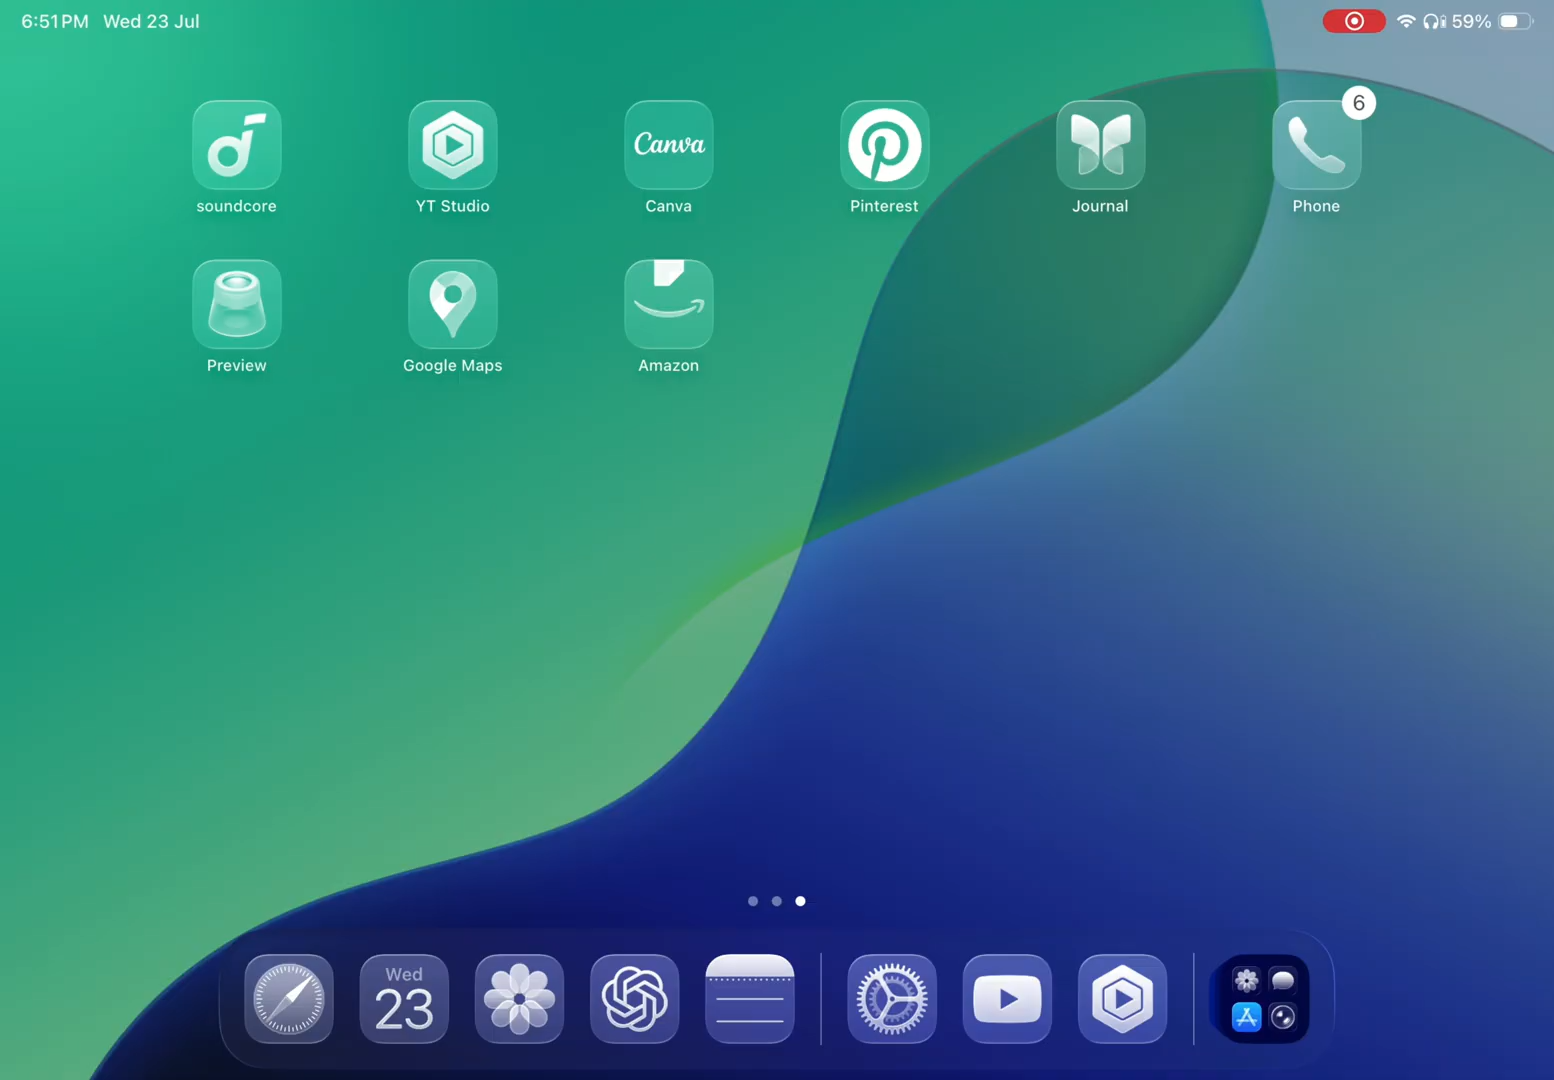 6:51 PM Wed 23 Jul
59%
6
Canva
soundcore
YT Studio
Canva
Pinterest
Journal
Phone
Preview
Google Maps
Amazon
Wed
23